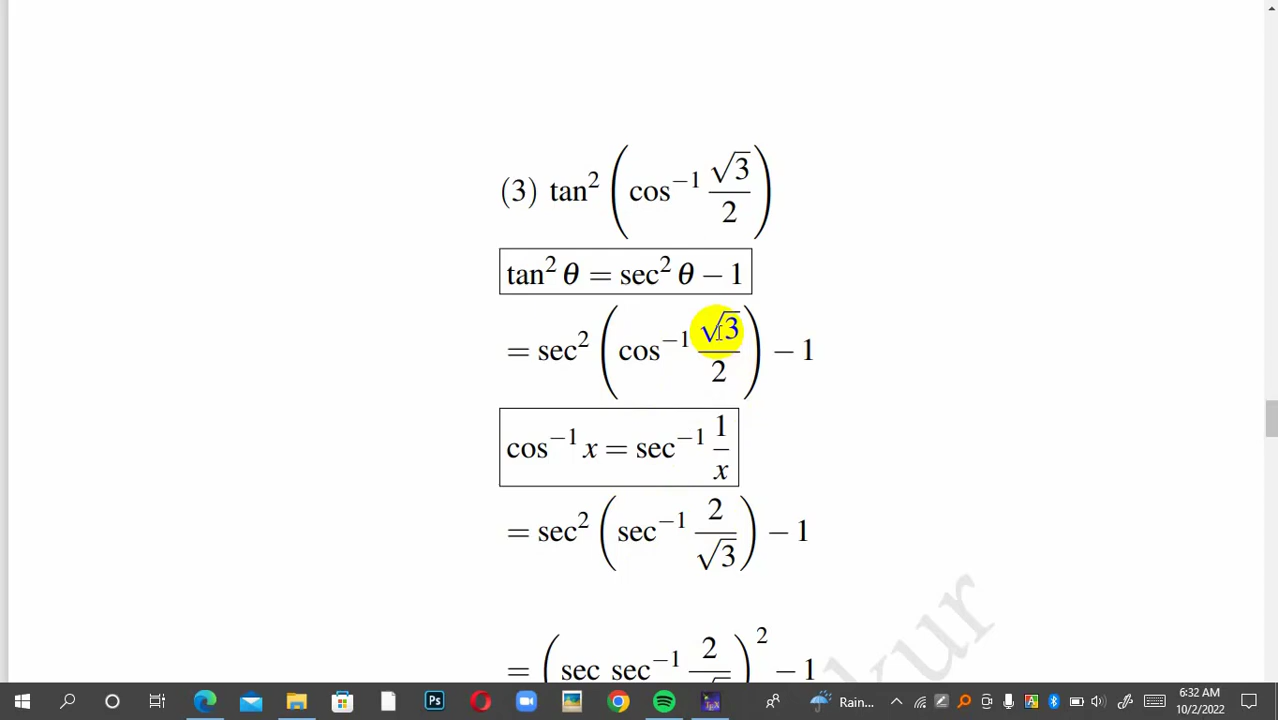 (3) tan² (cos⁻¹ √3/2)
tan² θ = sec² θ − 1
= sec² (cos⁻¹ √3/2) − 1
cos⁻¹ x = sec⁻¹ 1/x
= sec² (sec⁻¹ 2/√3) − 1
= (sec sec⁻¹ 2/√ )² − 1
kur
Ps
Rain...
6:32 AM
10/2/2022